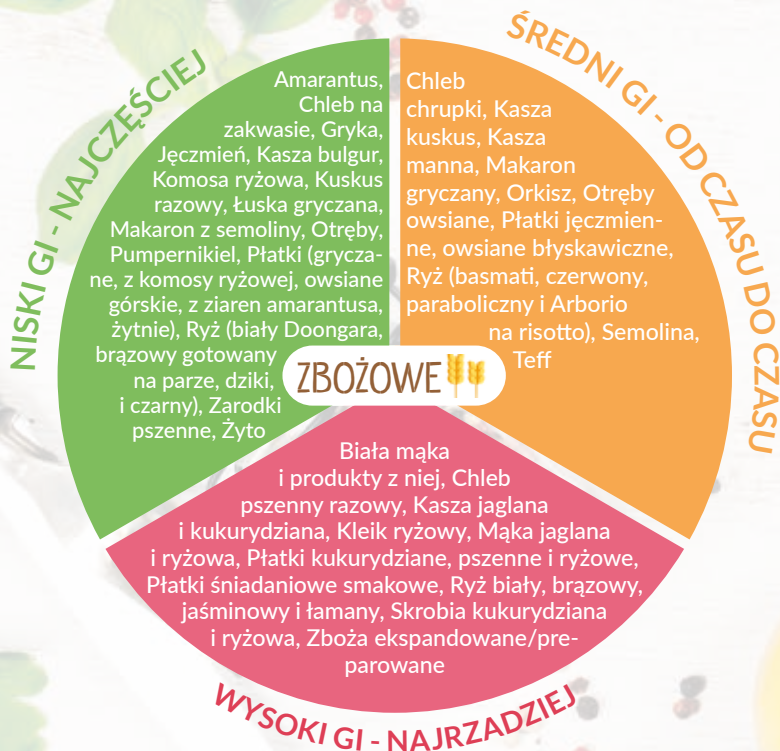 NISKI GI - NAJCZĘŚCIEJ
Amarantus,
Chleb na
zakwasie, Gryka,
Jęczmień, Kasza bulgur,
Komosa ryżowa, Kuskus
razowy, Łuska gryczana,
Makaron z semoliny, Otręby,
Pumpernikiel, Płatki (grycza-
ne, z komosy ryżowej, owsiane
górskie, z ziaren amarantusa,
żytnie), Ryż (biały Doongara,
brązowy gotowany
na parze, dziki,
i czarny), Zarodki
pszenne, Żyto
ŚREDNI GI - OD CZASU DO CZASU
Chleb
chrupki, Kasza
kuskus, Kasza
manna, Makaron
gryczany, Orkisz, Otręby
owsiane, Płatki jęczmien-
ne, owsiane błyskawiczne,
Ryż (basmati, czerwony,
paraboliczny i Arborio
na risotto), Semolina,
Teff
ZBOŻOWE
Biała mąka
i produkty z niej, Chleb
pszenny razowy, Kasza jaglana
i kukurydziana, Kleik ryżowy, Mąka jaglana
i ryżowa, Płatki kukurydziane, pszenne i ryżowe,
Płatki śniadaniowe smakowe, Ryż biały, brązowy,
jaśminowy i łamany, Skrobia kukurydziana
i ryżowa, Zboża ekspandowane/pre-
parowane
WYSOKI GI - NAJRZADZIEJ